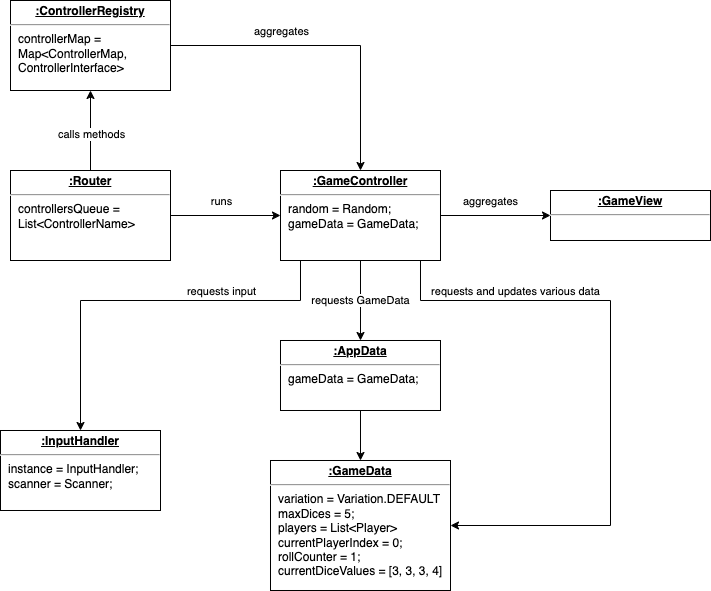 :ControllerRegistry
controllerMap =
Map<ControllerMap,
ControllerInterface>
aggregates
calls methods
:Router
controllersQueue =
List<ControllerName>
runs
:GameController
random = Random;
gameData = GameData;
aggregates
:GameView
requests input
requests GameData
requests and updates various data
:AppData
gameData = GameData;
:InputHandler
instance = InputHandler;
scanner = Scanner;
:GameData
variation = Variation.DEFAULT
maxDices = 5;
players = List<Player>
currentPlayerIndex = 0;
rollCounter = 1;
currentDiceValues = [3, 3, 3, 4]